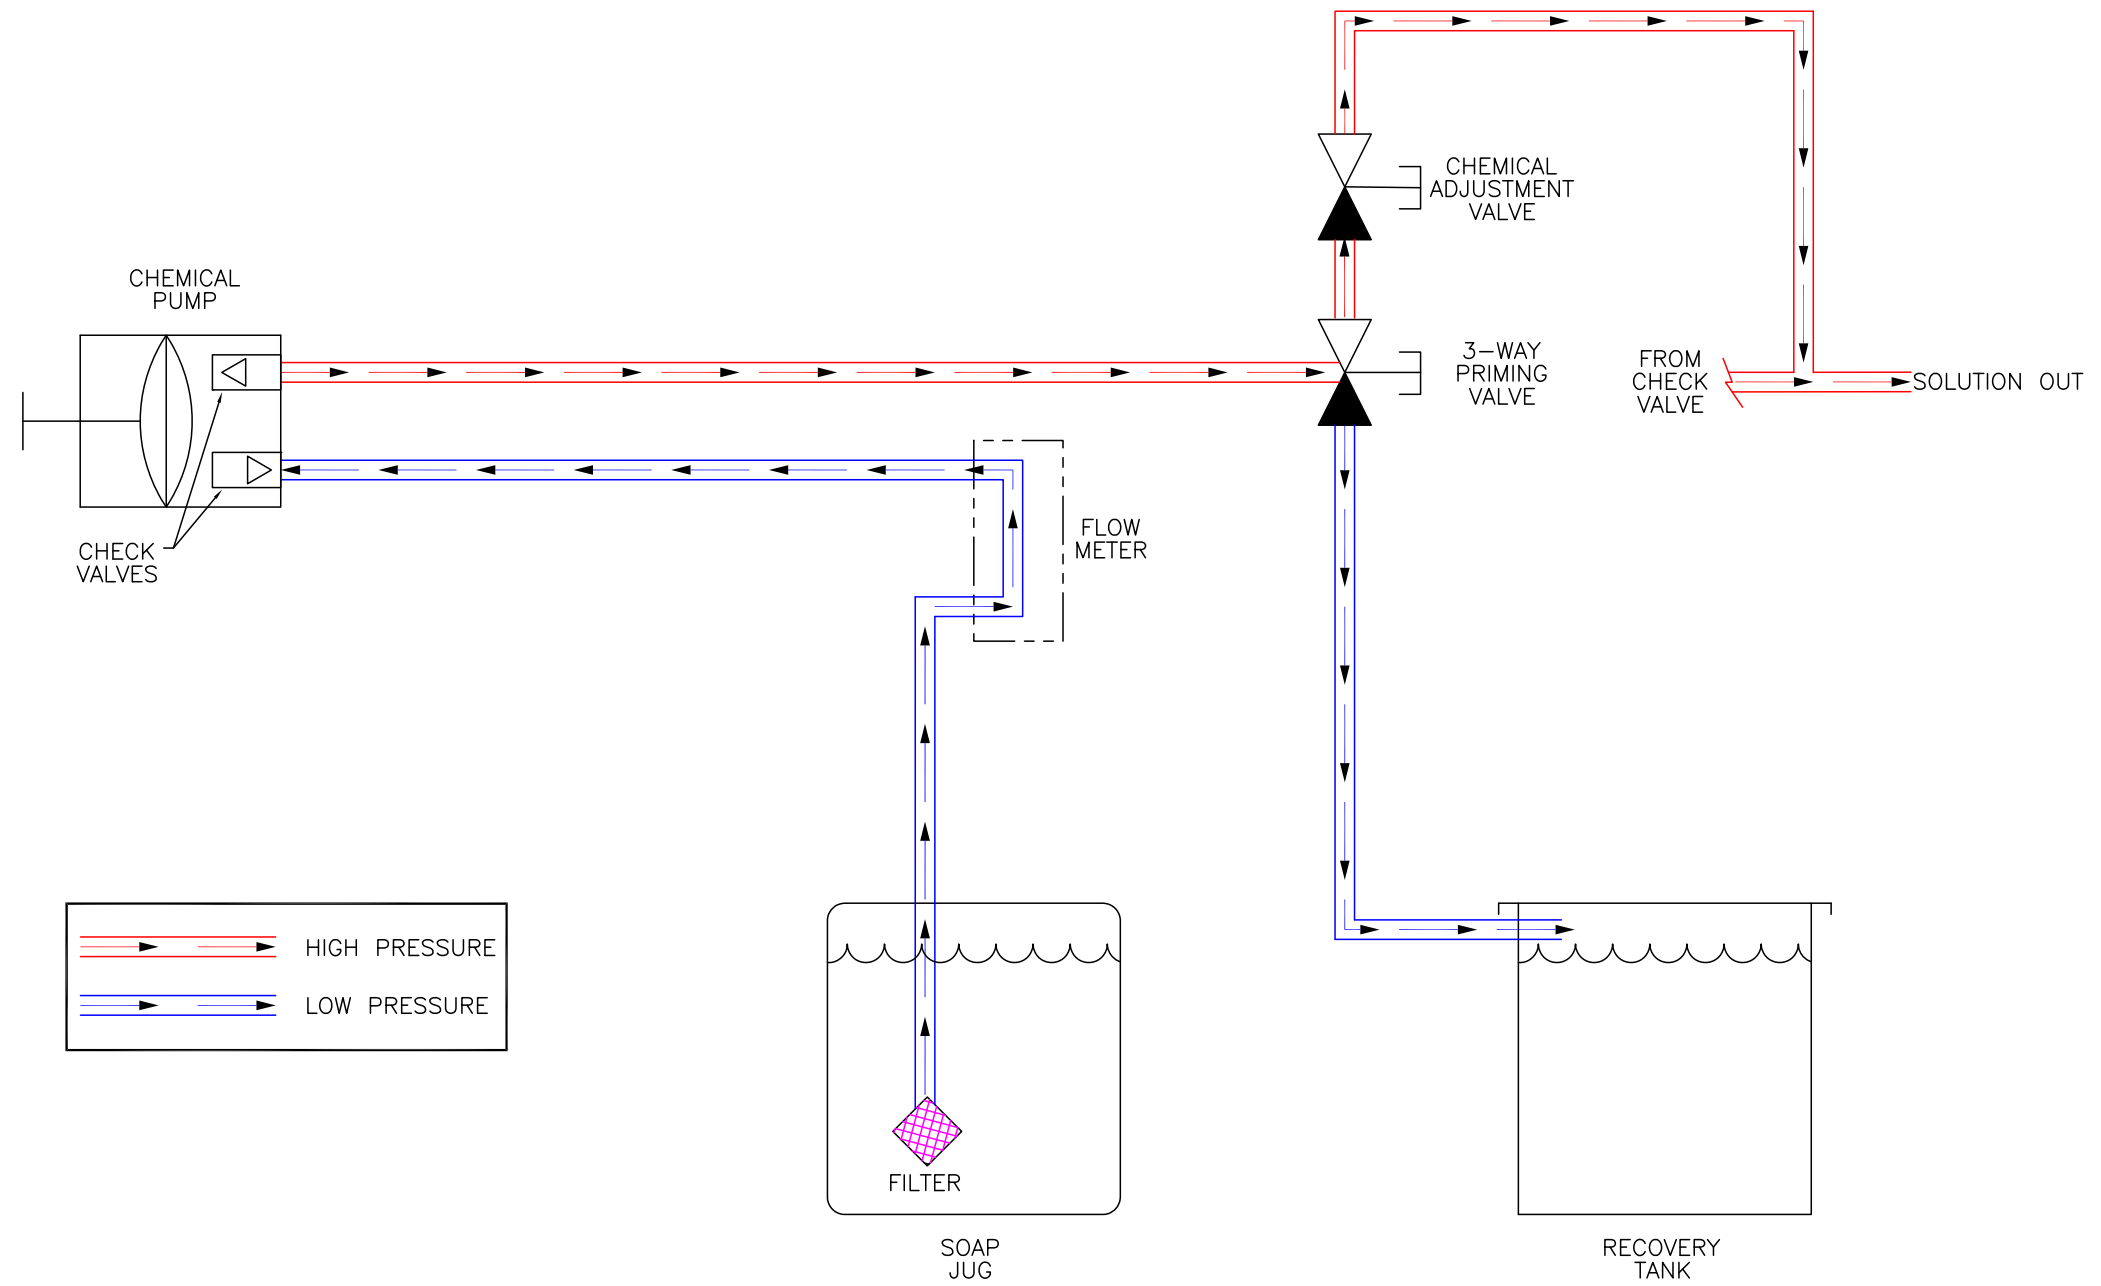 CHEMICAL
ADJUSTMENT
VALVE
CHEMICAL
PUMP
3-WAY
PRIMING
VALVE
FROM
CHECK
VALVE
SOLUTION OUT
FLOW
METER
CHECK
VALVES
HIGH PRESSURE
LOW PRESSURE
FILTER
SOAP
JUG
RECOVERY
TANK